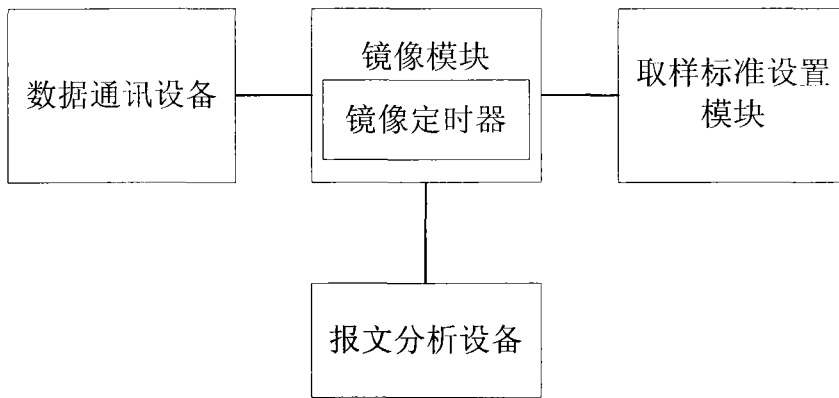 数据通讯设备
镜像模块
镜像定时器
取样标准设置
模块
报文分析设备